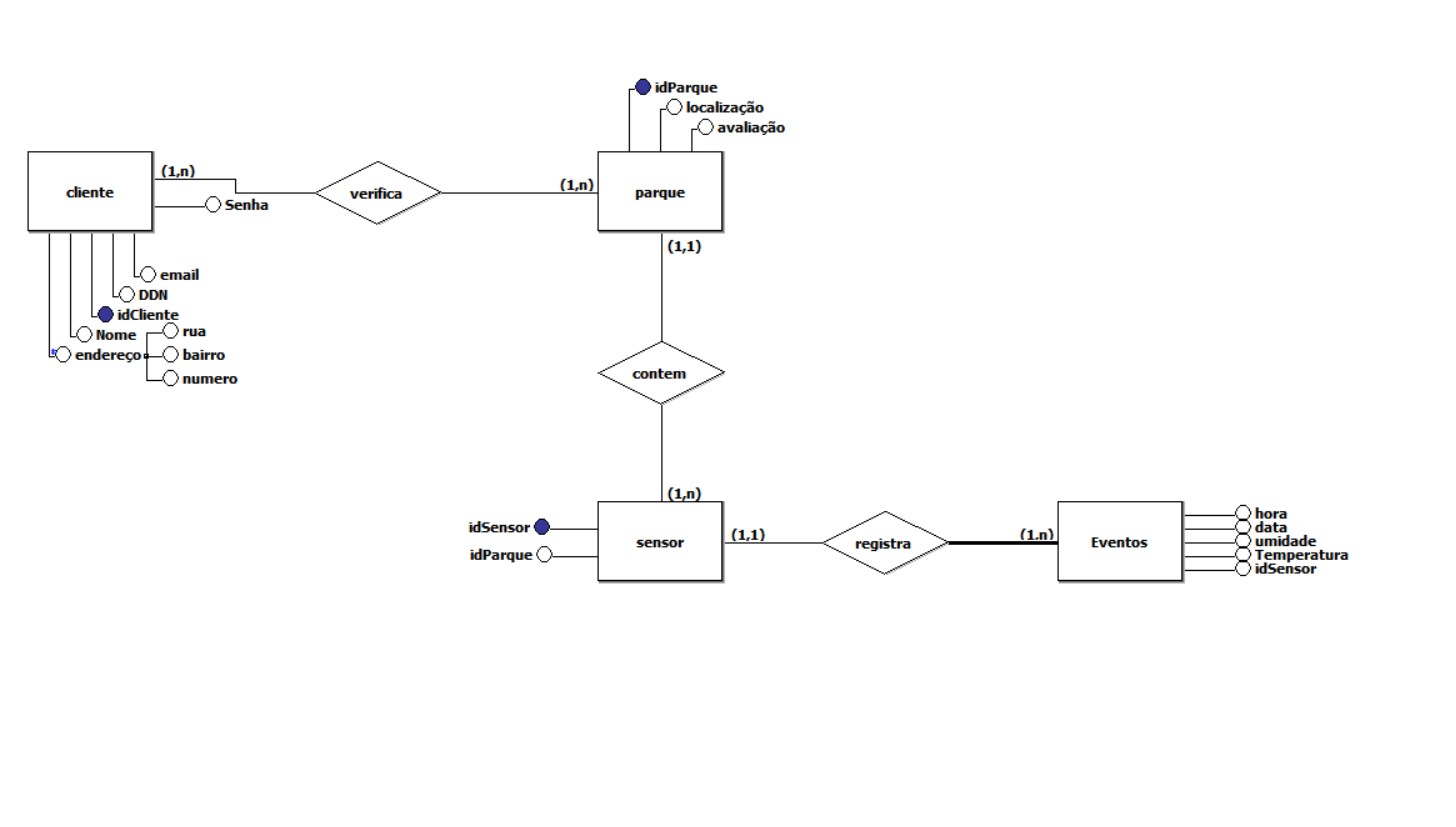 idParque
localização
avaliação
cliente
(1,n)
verifica
(1,n)
parque
Senha
(1,1)
email
DDN
idCliente
Nome
endereço
rua
bairro
numero
contem
(1,n)
idSensor
idParque
sensor
(1,1)
registra
(1,n)
Eventos
hora
data
umidade
Temperatura
idSensor